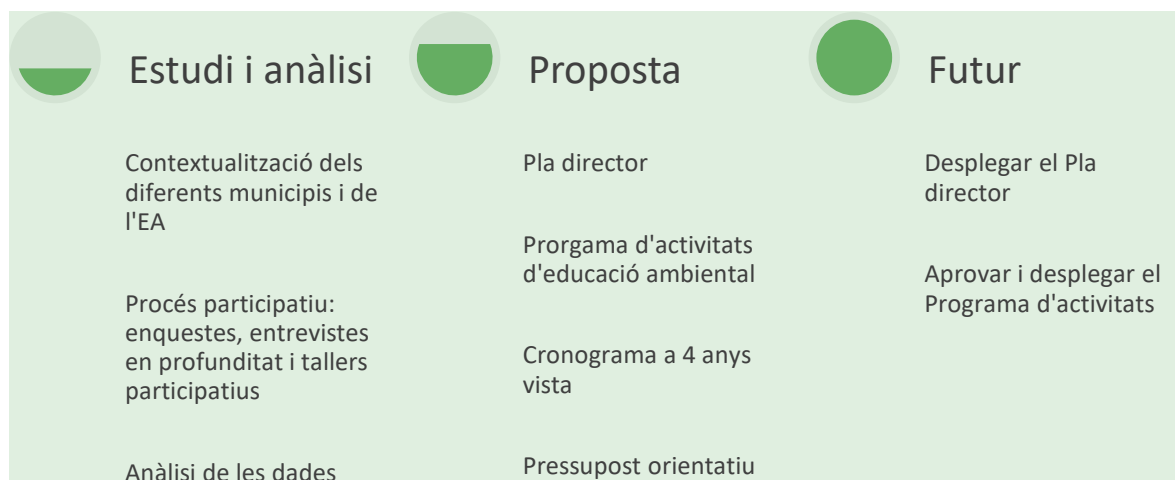 Estudi i anàlisi
Contextualització dels
diferents municipis i de
l'EA
Procés participatiu:
enquestes, entrevistes
en profunditat i tallers
participatius
Anàlisi de les dades
Proposta
Pla director
Prorgama d'activitats
d'educació ambiental
Cronograma a 4 anys
vista
Pressupost orientatiu
Futur
Desplegar el Pla
director
Aprovar i desplegar el
Programa d'activitats